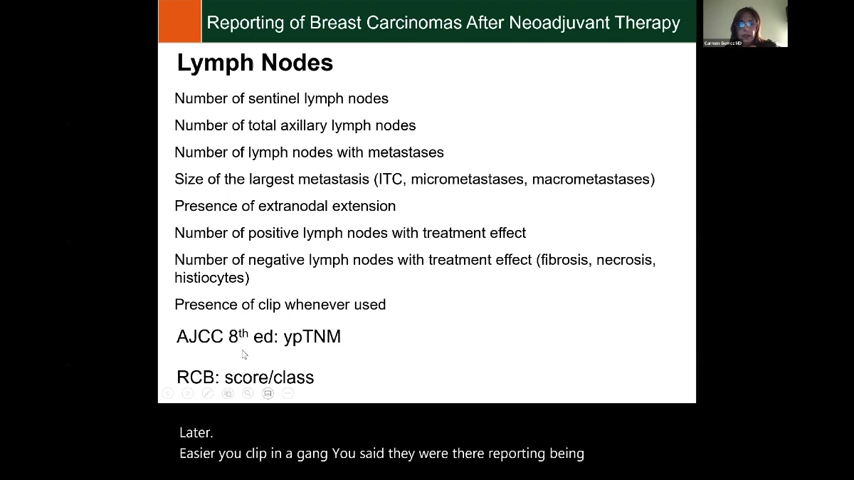 Reporting of Breast Carcinomas After Neoadjuvant Therapy
Lymph Nodes
Number of sentinel lymph nodes
Number of total axillary lymph nodes
Number of lymph nodes with metastases
Size of the largest metastasis (ITC, micrometastases, macrometastases)
Presence of extranodal extension
Number of positive lymph nodes with treatment effect
Number of negative lymph nodes with treatment effect (fibrosis, necrosis,
histiocytes)
Presence of clip whenever used
AJCC 8th ed: ypTNM
RCB: score/class
Later.
Easier you clip in a gang You said they were there reporting being